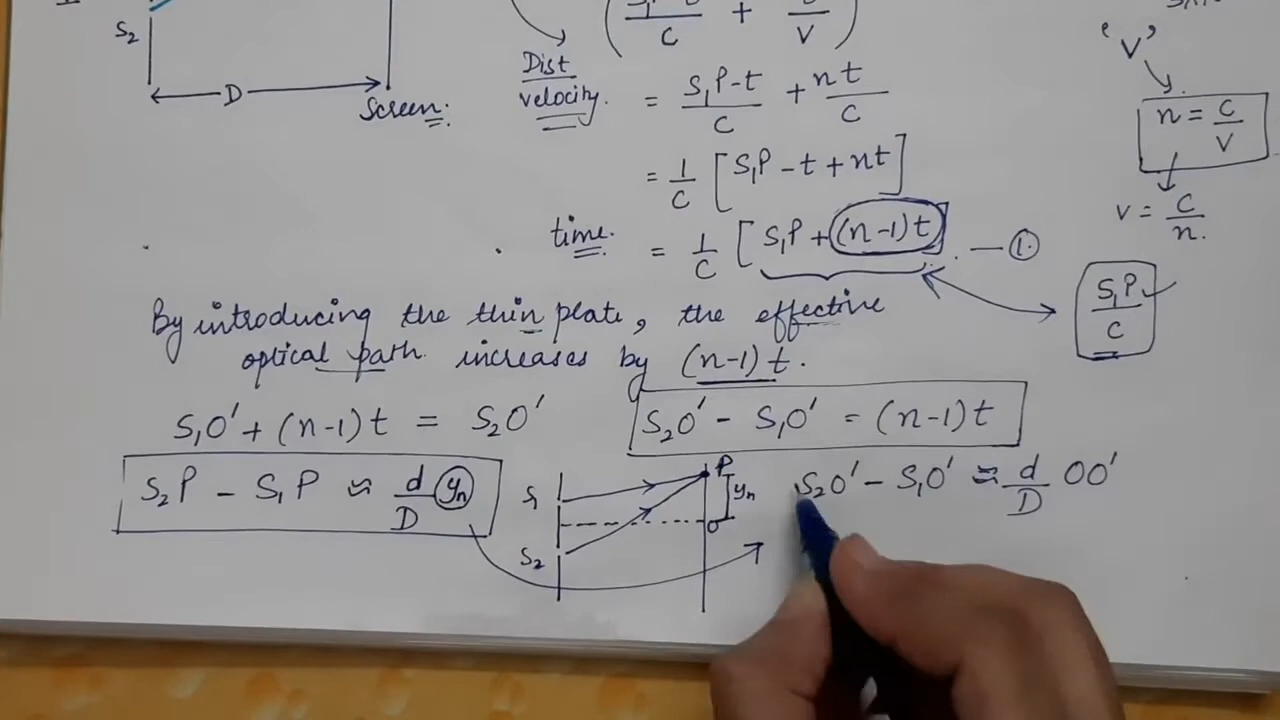 S₂
D
Screen:
Dist
velocity.
C + V
= S₁P-t/C + nt/C
= 1/C [S₁P - t + nt]
time. = 1/C [S₁P + (n-1)t] . — ①
'V'
n = C/V
v = C/n.
S₁P/C
By introducing the thin plate, the effective
optical path increases by (n-1) t.
S₁O' + (n-1) t = S₂O'
S₂O' - S₁O' = (n-1) t
S₂P - S₁P ≈ d/D yₙ
S₁
S₂
P
yₙ
O
S₂O' - S₁O' ≈ d/D OO'